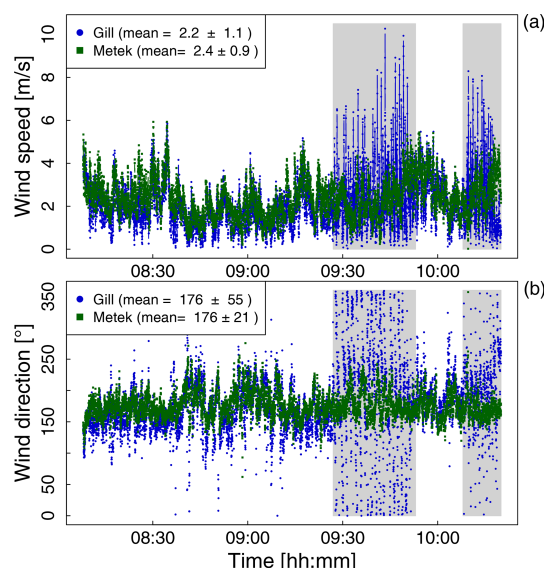 (a)
Gill (mean = 2.2 ± 1.1)
Metek (mean= 2.4 ± 0.9 )
Wind speed [m/s]
10
8
6
4
2
0
08:30 09:00 09:30 10:00
(b)
Gill (mean = 176 ± 55)
Metek (mean= 176 ± 21 )
Wind direction [°]
350
250
150
50
0
08:30 09:00 09:30 10:00
Time [hh:mm]